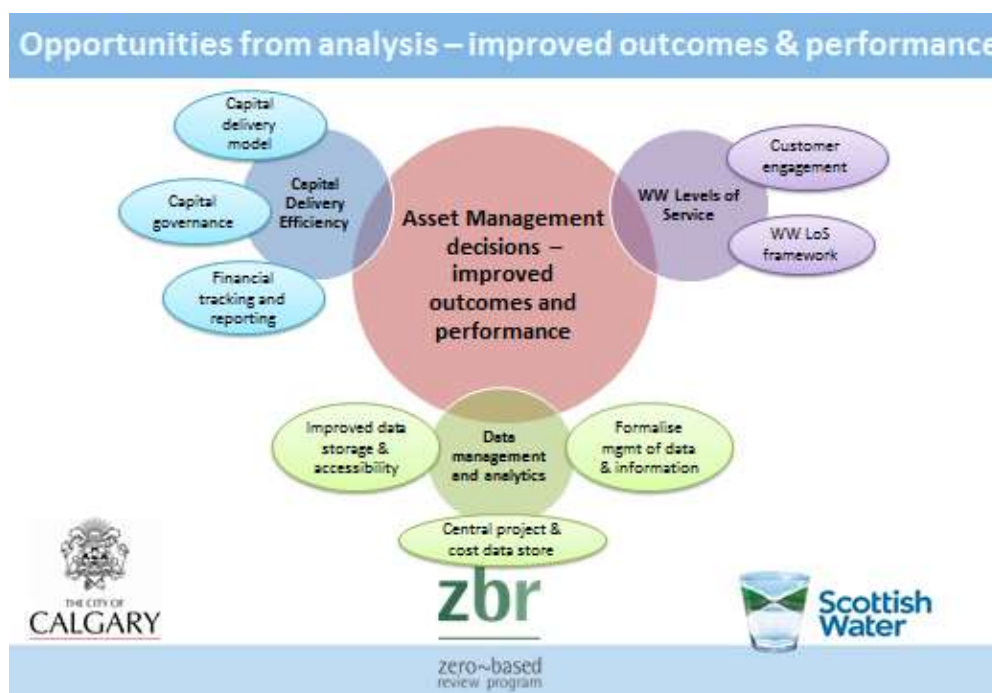 Opportunities from analysis – improved outcomes & performance
Capital
delivery
model
Capital
governance
Financial
tracking and
reporting
Capital
Delivery
Efficiency
Asset Management
decisions –
improved
outcomes and
performance
WW Levels of
Service
Customer
engagement
WW LoS
framework
Improved data
storage &
accessibility
Data
management
and analytics
Formalise
mgmt of data
& information
Central project &
cost data store
THE CITY OF
CALGARY
zbr
zero~based
review program
Scottish
Water